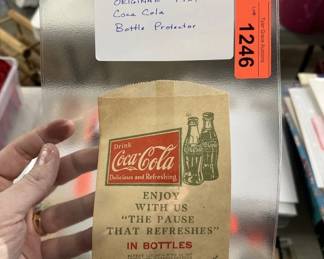 ORIGINAL
Coca Cola
Bottle Protector
1246
Drink
Coca-Cola
Delicious and Refreshing
ENJOY
WITH US
"THE PAUSE
THAT REFRESHES"
IN BOTTLES